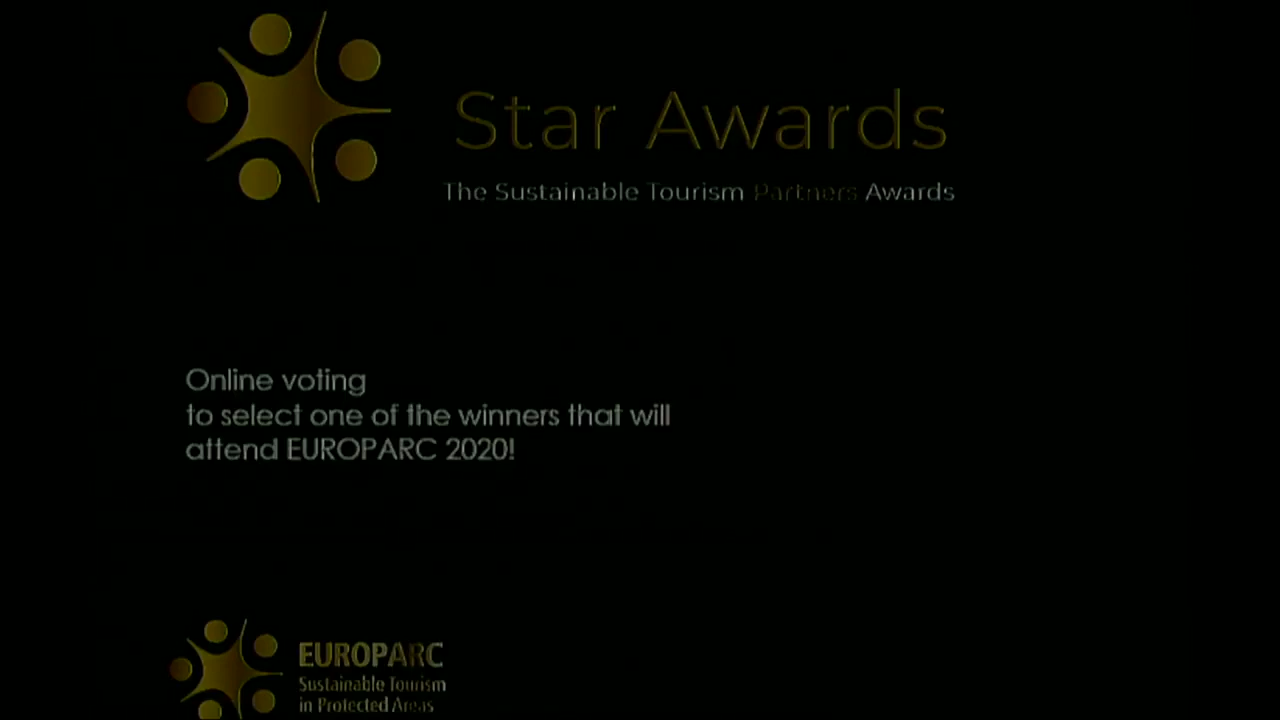 Star Awards
The Sustainable Tourism Partners Awards
Online voting
to select one of the winners that will
attend EUROPARC 2020!
EUROPARC
Sustainable Tourism
in Protected Areas